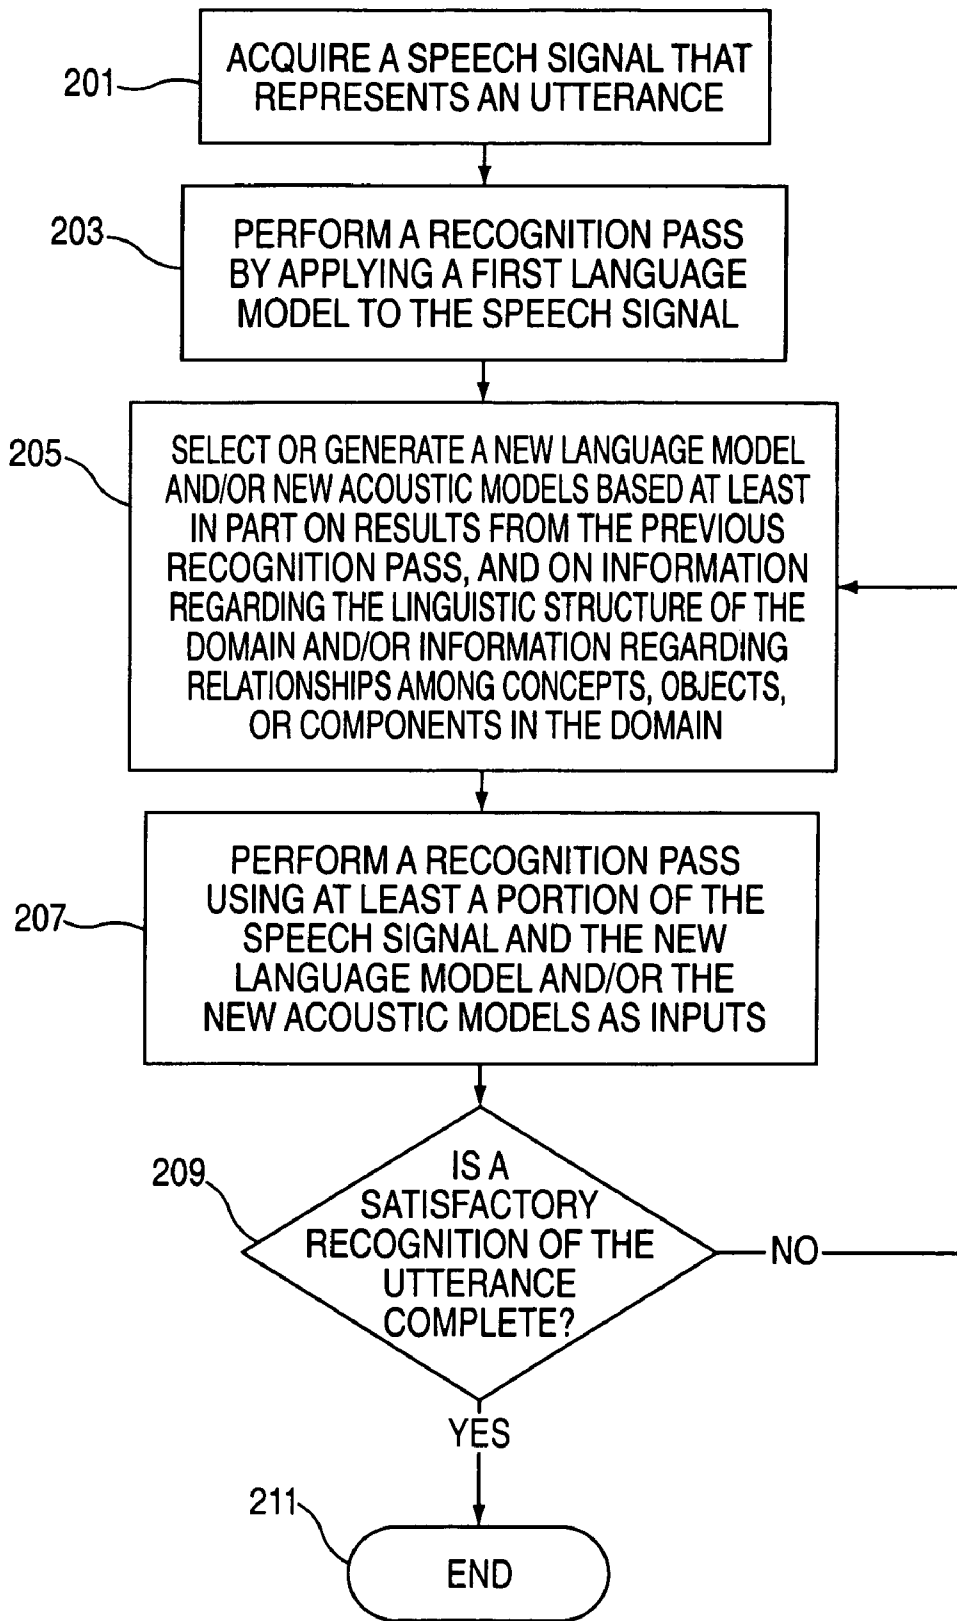 201
ACQUIRE A SPEECH SIGNAL THAT
REPRESENTS AN UTTERANCE
203
PERFORM A RECOGNITION PASS
BY APPLYING A FIRST LANGUAGE
MODEL TO THE SPEECH SIGNAL
205
SELECT OR GENERATE A NEW LANGUAGE MODEL
AND/OR NEW ACOUSTIC MODELS BASED AT LEAST
IN PART ON RESULTS FROM THE PREVIOUS
RECOGNITION PASS, AND ON INFORMATION
REGARDING THE LINGUISTIC STRUCTURE OF THE
DOMAIN AND/OR INFORMATION REGARDING
RELATIONSHIPS AMONG CONCEPTS, OBJECTS,
OR COMPONENTS IN THE DOMAIN
207
PERFORM A RECOGNITION PASS
USING AT LEAST A PORTION OF THE
SPEECH SIGNAL AND THE NEW
LANGUAGE MODEL AND/OR THE
NEW ACOUSTIC MODELS AS INPUTS
209
IS A
SATISFACTORY
RECOGNITION OF THE
UTTERANCE
COMPLETE?
NO
YES
211
END